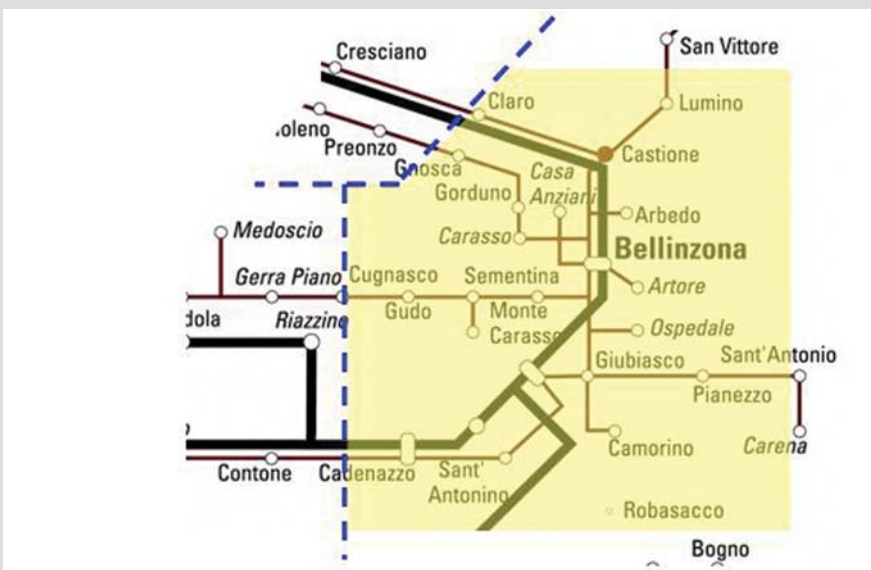 Cresciano
San Vittore
Claro
Lumino
Preonzo
Gnosca
Casa
Anziani
Castione
Gorduno
Arbedo
Carasso
Bellinzona
Medoscio
Gerra Piano
Cugnasco
Sementina
Artore
Riazzino
Gudo
Monte
Carasso
Ospedale
Giubiasco
Sant'Antonio
Pianezzo
Camorino
Carena
Contone
Cadenazzo
Sant'
Antonino
Robasacco
Bogno